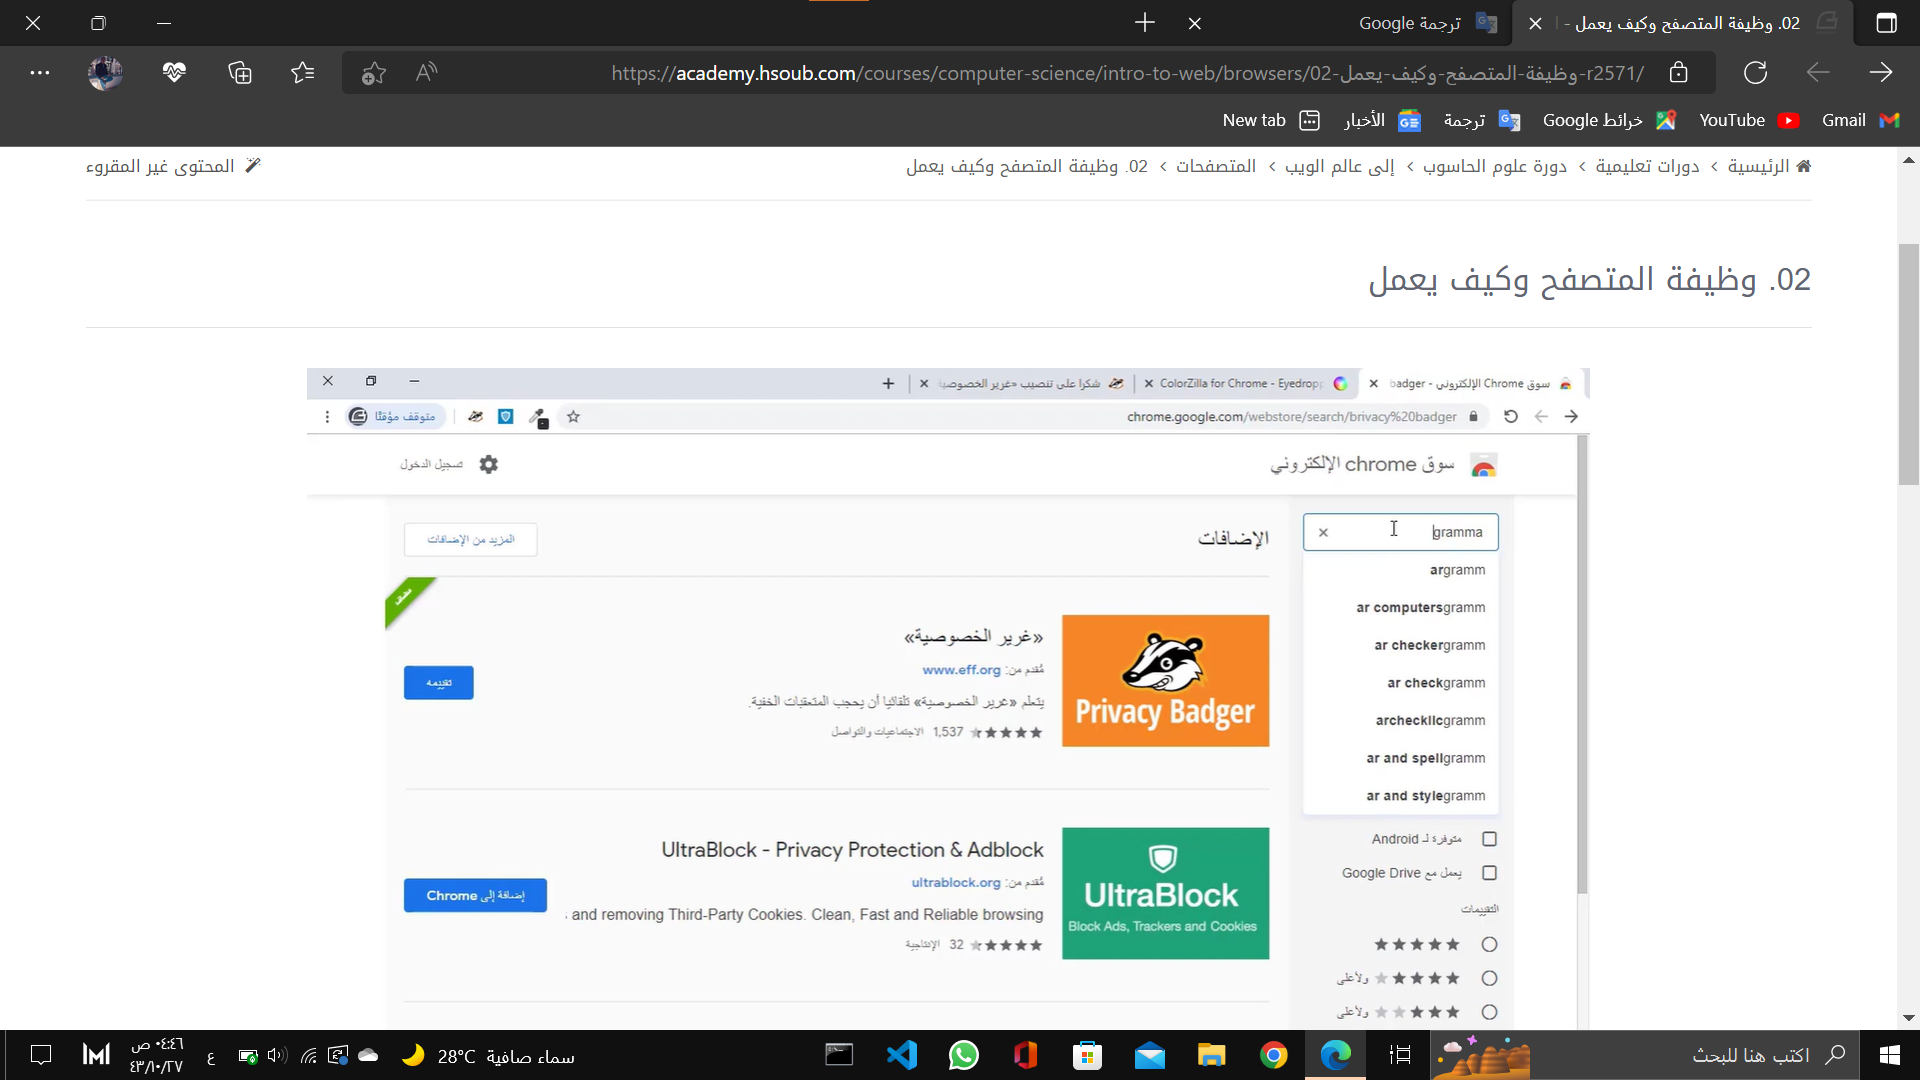 02. وظيفة المتصفح وكيف يعمل -
ترجمة Google
https://academy.hsoub.com/courses/computer-science/intro-to-web/browsers/02-وظيفة-المتصفح-وكيف-يعمل-r2571/
Gmail
YouTube
خرائط Google
ترجمة
الأخبار
New tab
الرئيسية > دورات تعليمية > دورة علوم الحاسوب > إلى عالم الويب > المتصفحات > 02. وظيفة المتصفح وكيف يعمل
المحتوى غير المقروء
02. وظيفة المتصفح وكيف يعمل
سوق Chrome الإلكتروني - badger
ColorZilla for Chrome - Eyedropp
شكرا على تنصيب «غرير الخصوصية
chrome.google.com/webstore/search/brivacy%20badger
متوقف مؤقتًا
سوق chrome الإلكتروني
تسجيل الدخول
gramma
argramm
ar computersgramm
ar checkergramm
ar checkgramm
archeckllcgramm
ar and spellgramm
ar and stylegramm
متوفرة لـ Android
يعمل مع Google Drive
التقييمات
ولأعلى
ولأعلى
الإضافات
المزيد من الإضافات
«غرير الخصوصية»
مُقدم من: www.eff.org
يتعلم «غرير الخصوصية» تلقائيا أن يحجب المتعقبات الخفية.
1,537 الاجتماعيات والتواصل
تقييمه
Privacy Badger
UltraBlock - Privacy Protection & Adblock
مُقدم من: ultrablock.org
and removing Third-Party Cookies. Clean, Fast and Reliable browsing
32 الإنتاجية
إضافة إلى Chrome
UltraBlock
Block Ads, Trackers and Cookies
اكتب هنا للبحث
28°C سماء صافية
ع
٠٤:٤٦ ص
٤٣/١٠/٢٧